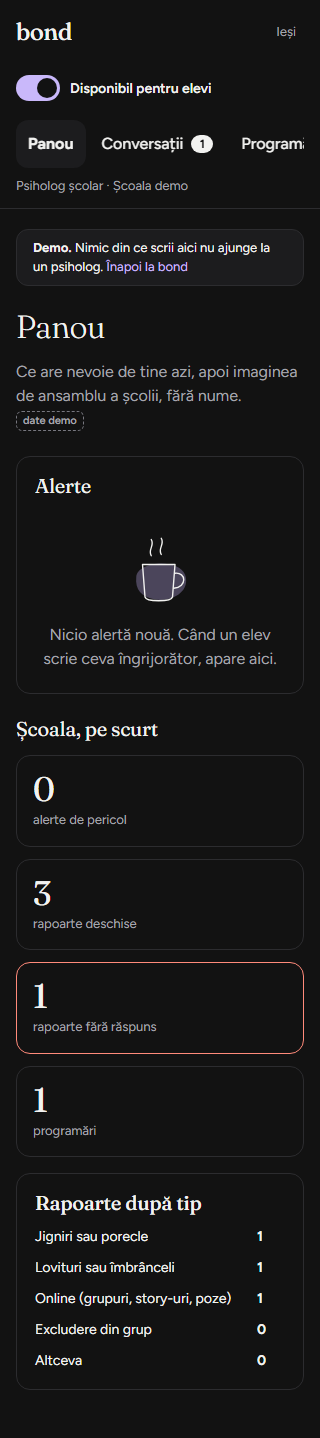 bond
Ieși
Disponibil pentru elevi
Panou
Conversații 1
Programă
Psiholog școlar · Școala demo
Demo. Nimic din ce scrii aici nu ajunge la
un psiholog. Înapoi la bond
Panou
Ce are nevoie de tine azi, apoi imaginea
de ansamblu a școlii, fără nume.
date demo
Alerte
Nicio alertă nouă. Când un elev
scrie ceva îngrijorător, apare aici.
Școala, pe scurt
0
alerte de pericol
3
rapoarte deschise
1
rapoarte fără răspuns
1
programări
Rapoarte după tip
Jigniri sau porecle 1
Lovituri sau îmbrânceli 1
Online (grupuri, story-uri, poze) 1
Excludere din grup 0
Altceva 0